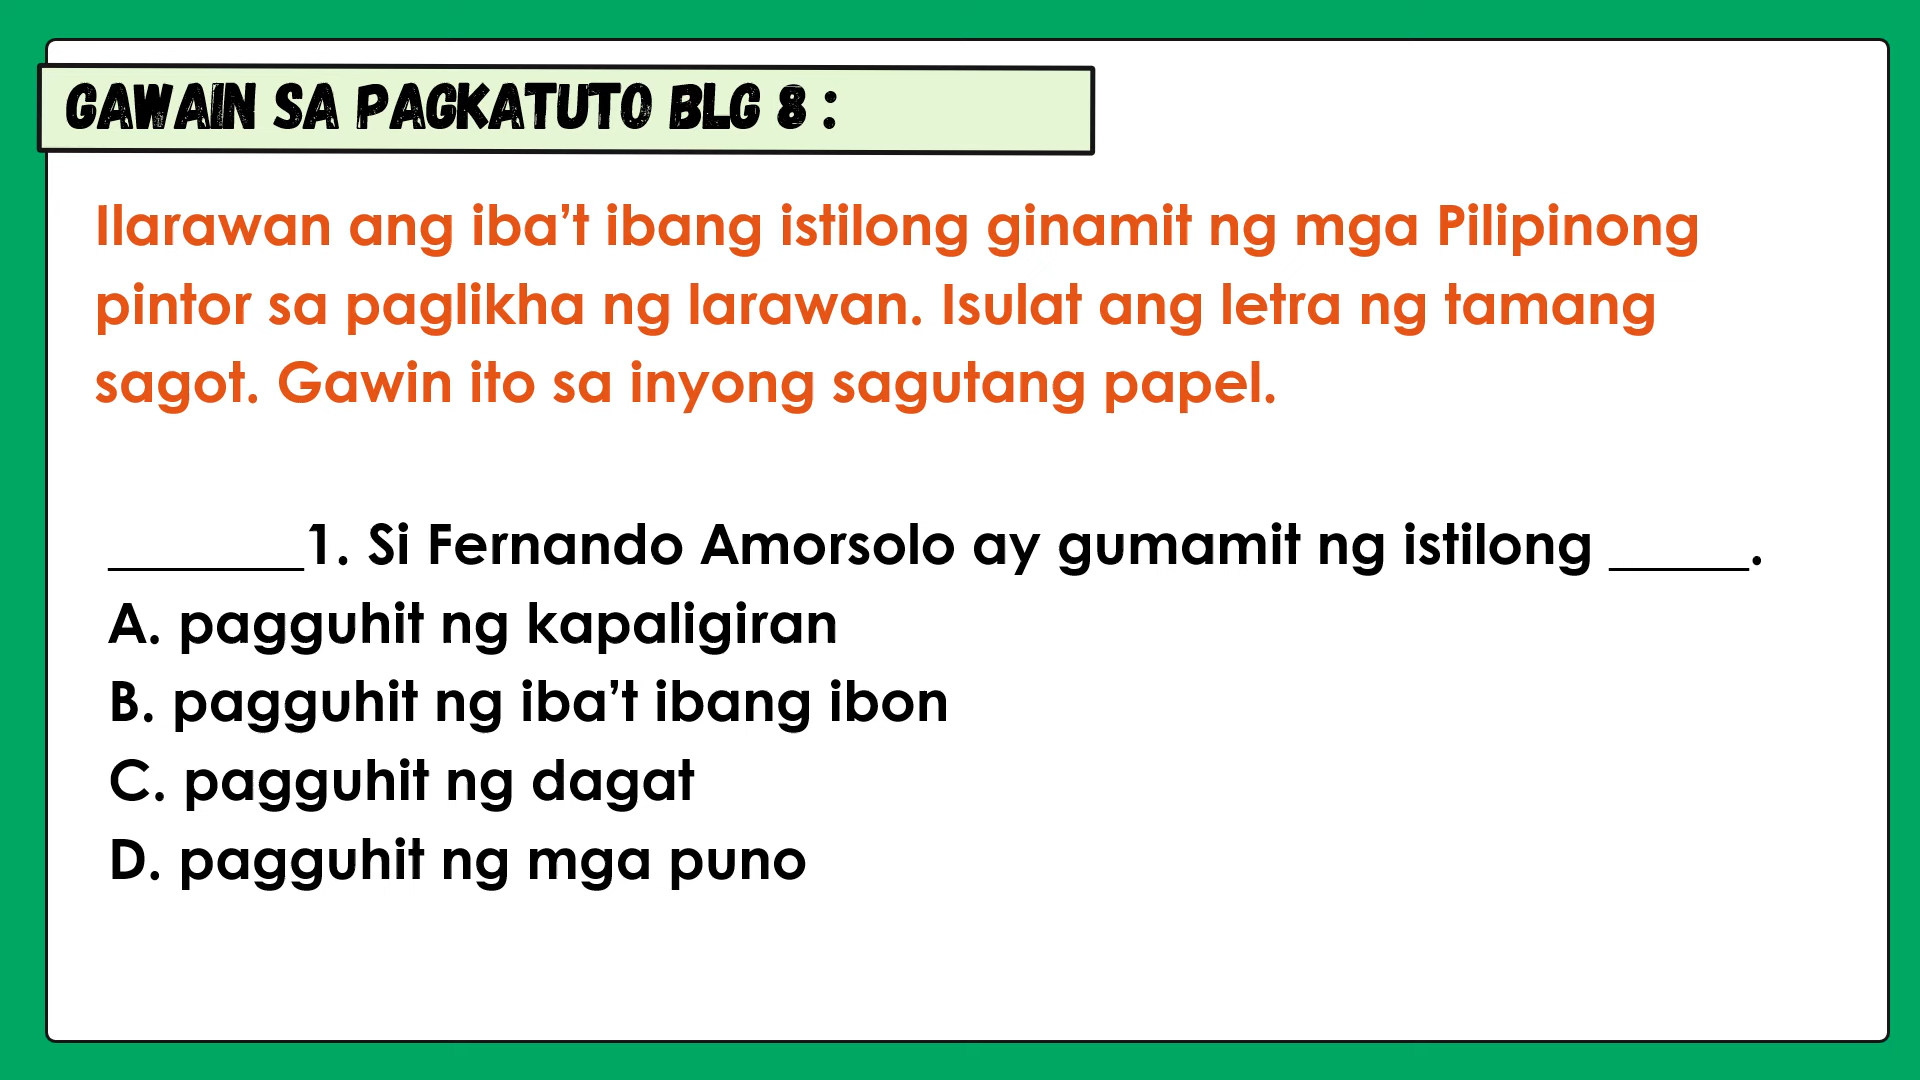 GAWAIN SA PAGKATUTO BLG 8 :
Ilarawan ang iba’t ibang istilong ginamit ng mga Pilipinong
pintor sa paglikha ng larawan. Isulat ang letra ng tamang
sagot. Gawin ito sa inyong sagutang papel.
_______1. Si Fernando Amorsolo ay gumamit ng istilong _____.
A. pagguhit ng kapaligiran
B. pagguhit ng iba’t ibang ibon
C. pagguhit ng dagat
D. pagguhit ng mga puno